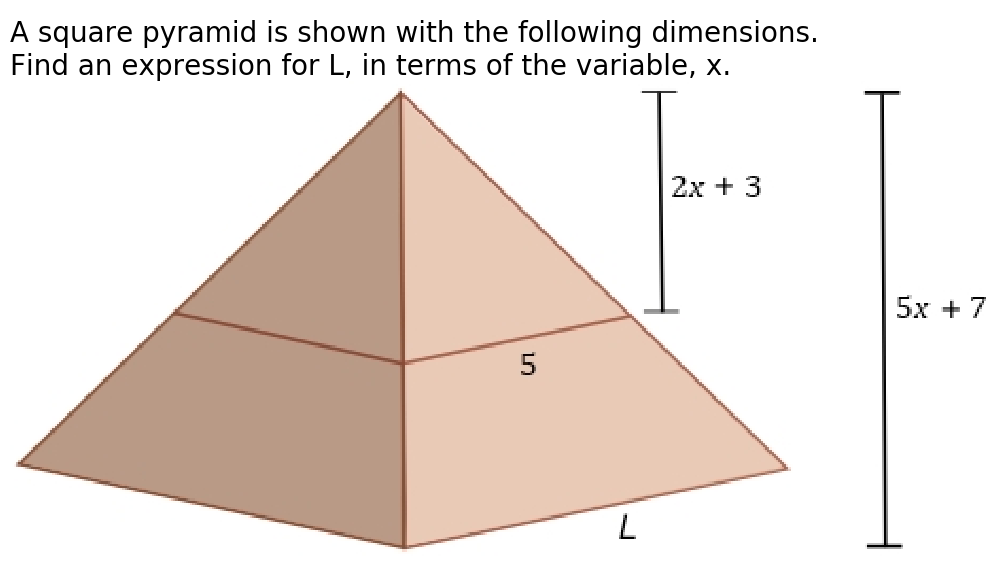 A square pyramid is shown with the following dimensions.
Find an expression for L, in terms of the variable, x.
2x + 3
5x + 7
5
L